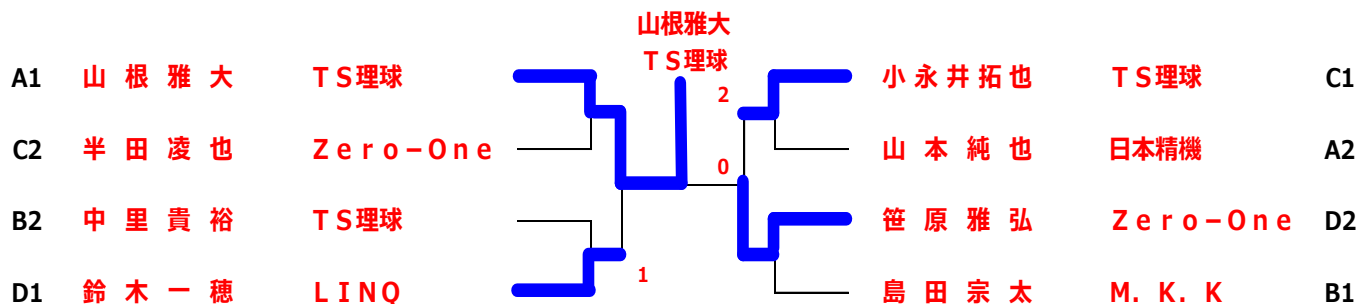 山根雅大
ＴＳ理球
A1 山根雅大 ＴＳ理球 2 小永井拓也 ＴＳ理球 C1
C2 半田凌也 Ｚｅｒｏ−Ｏｎｅ 0 山本純也 日本精機 A2
B2 中里貴裕 ＴＳ理球 笹原雅弘 Ｚｅｒｏ−Ｏｎｅ D2
1
D1 鈴木一穂 ＬＩＮＱ 島田宗太 Ｍ．Ｋ．Ｋ B1